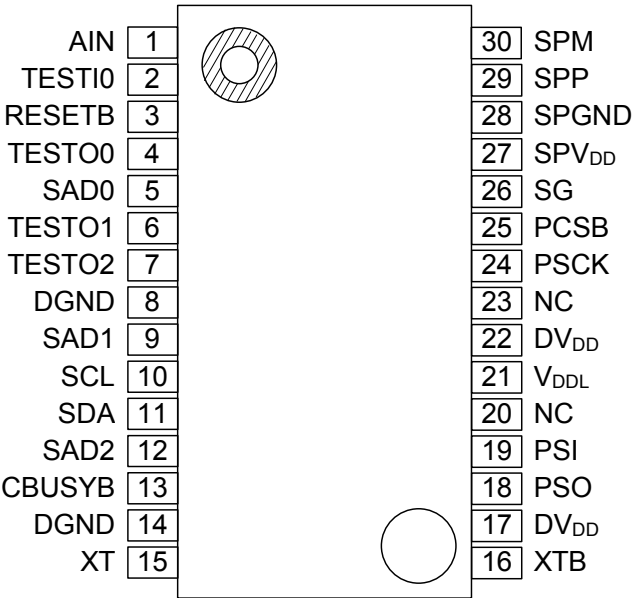 AIN 1 30 SPM
TESTI0 2 29 SPP
RESETB 3 28 SPGND
TESTO0 4 27 SPVDD
SAD0 5 26 SG
TESTO1 6 25 PCSB
TESTO2 7 24 PSCK
DGND 8 23 NC
SAD1 9 22 DVDD
SCL 10 21 VDDL
SDA 11 20 NC
SAD2 12 19 PSI
CBUSYB 13 18 PSO
DGND 14 17 DVDD
XT 15 16 XTB